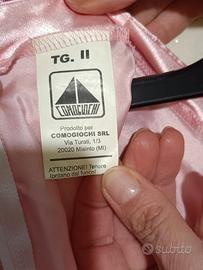 TG. II
COMOGIOCHI
Prodotto per
COMOGIOCHI SRL
Via Turati, 1/3
20020 Misinto (MI)
ATTENZIONE! Tenere
lontano dal fuoco!
subito